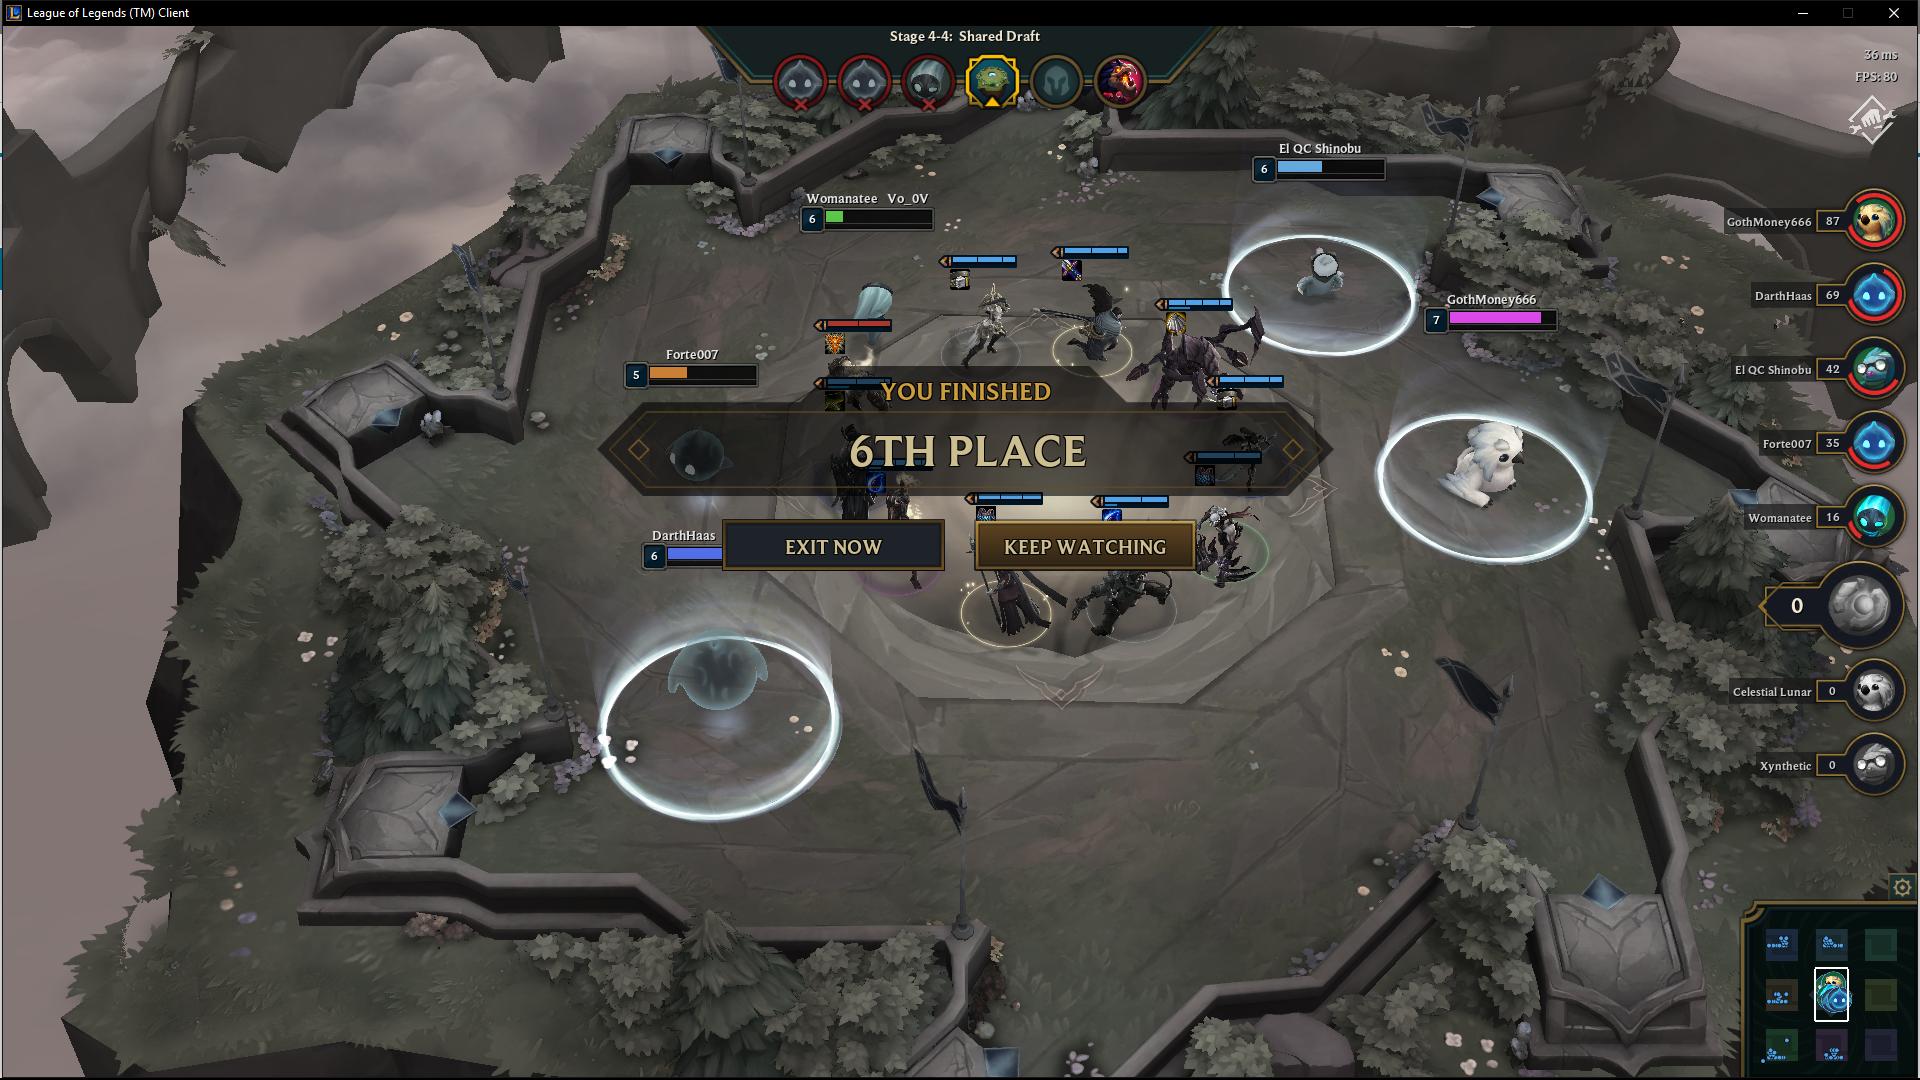 League of Legends (TM) Client
Stage 4-4: Shared Draft
36 ms
FPS: 80
El QC Shinobu
6
Womanatee Vo_0V
6
GothMoney666 87
DarthHaas 69
GothMoney666
7
Forte007
5
El QC Shinobu 42
YOU FINISHED
6TH PLACE
Forte007 35
Womanatee 16
DarthHaas
6
EXIT NOW
KEEP WATCHING
0
Celestial Lunar 0
Xynthetic 0